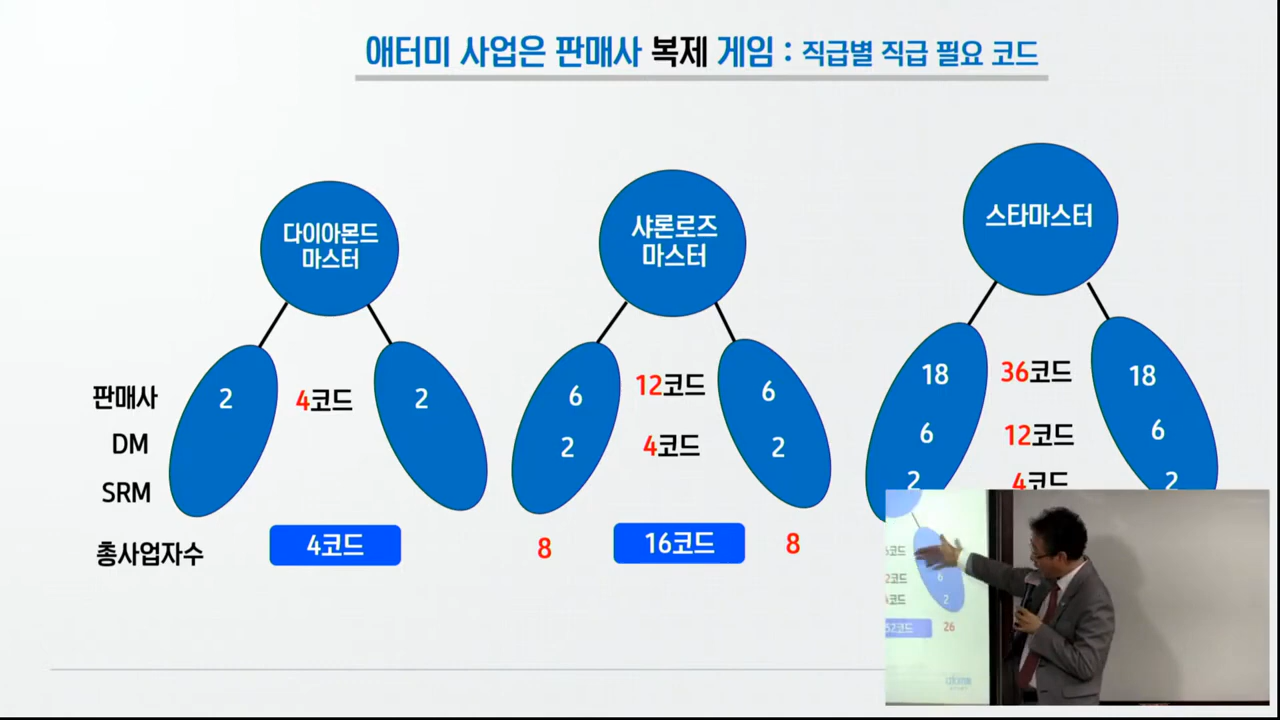 애터미 사업은 판매사 복제 게임 : 직급별 직급 필요 코드
다이아몬드
마스터
샤론로즈
마스터
스타마스터
판매사
DM
SRM
총사업자수
2
4코드
2
4코드
6
12코드
6
2
4코드
2
8
16코드
8
18
36코드
18
6
12코드
6
2
4코드
2
6
2
26